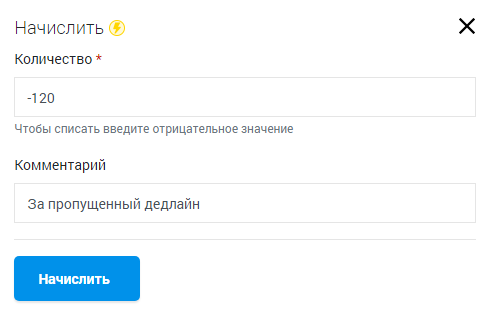 Начислить
Количество *
-120
Чтобы списать введите отрицательное значение
Комментарий
За пропущенный дедлайн
Начислить